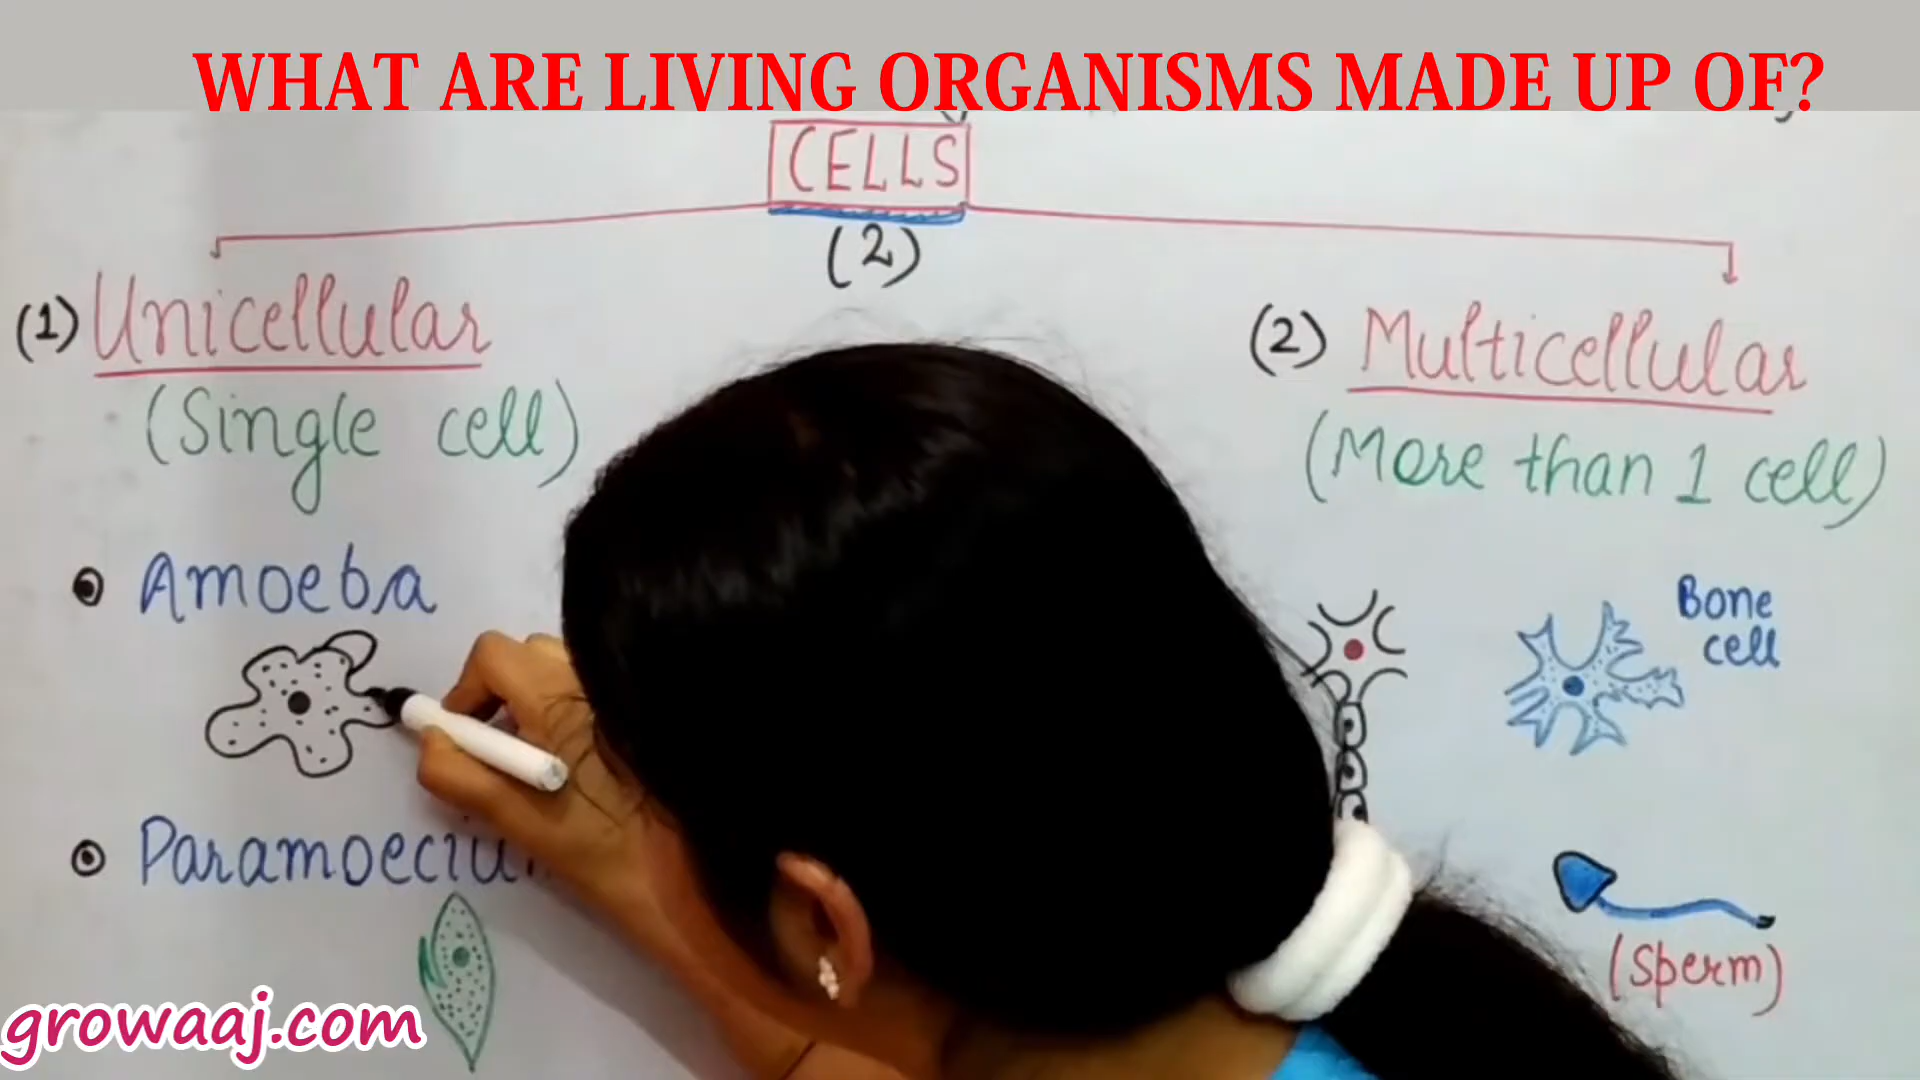 WHAT ARE LIVING ORGANISMS MADE UP OF?
CELLS
(2)
(1) Unicellular
(Single cell)
• Amoeba
• Paramoeciu
(2) Multicellular
(More than 1 cell)
Bone
cell
(Sperm)
growaaj.com